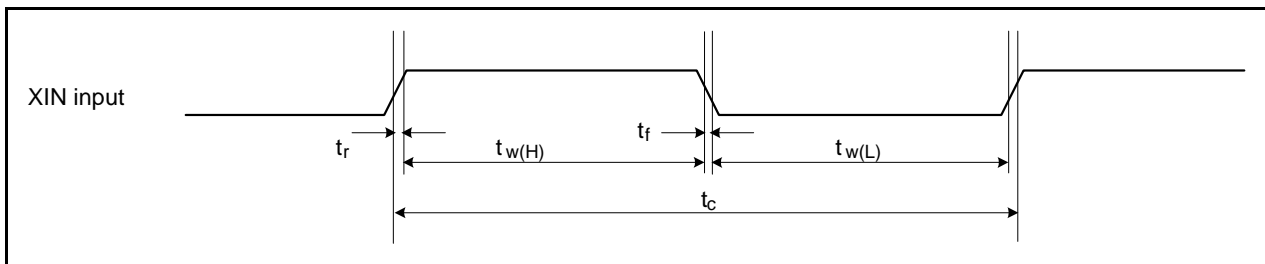 XIN input
tr
tw(H)
tf
tw(L)
tc